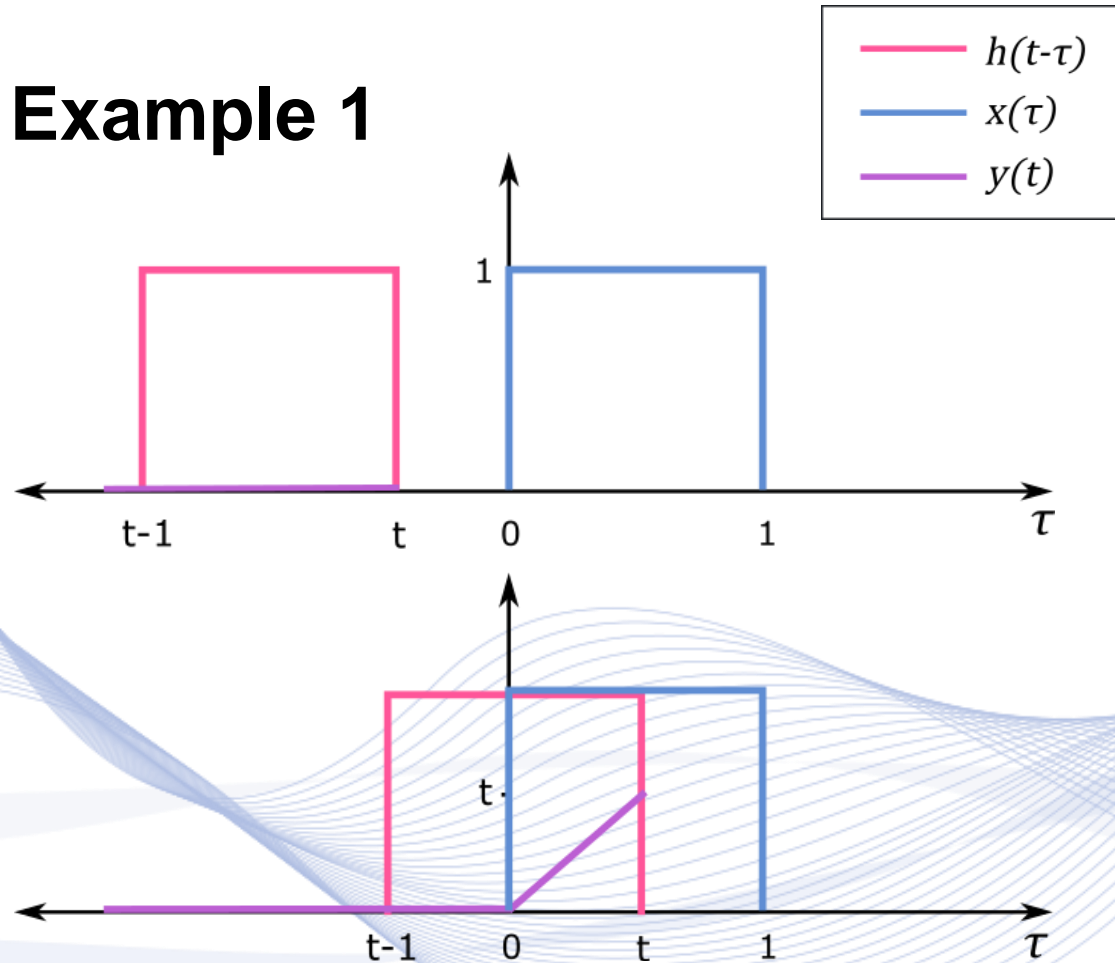 h(t-τ)
x(τ)
y(t)
Example 1
1
t-1 t 0 1 τ
t
t-1 0 t 1 τ